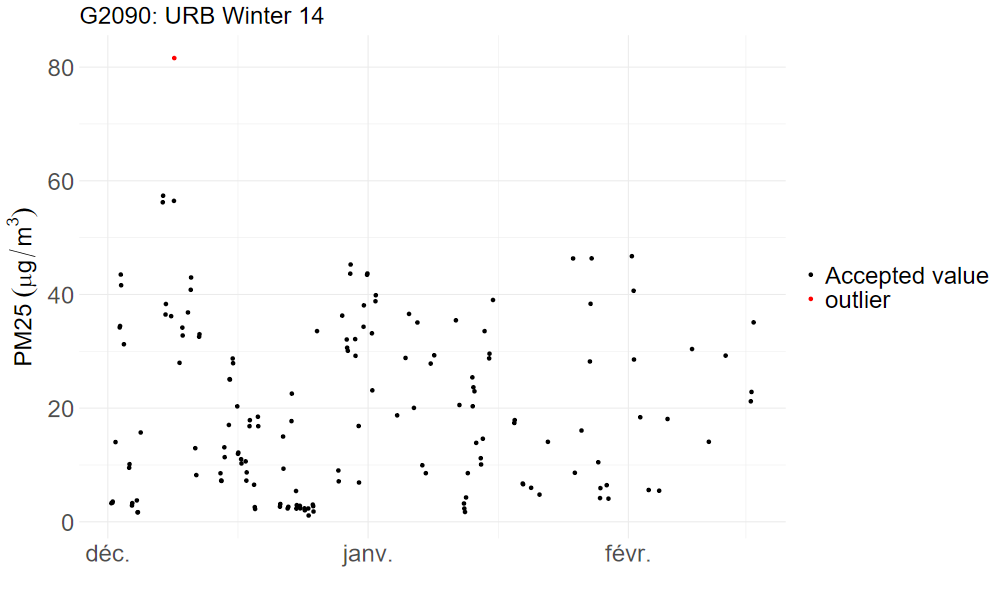 G2090: URB Winter 14
PM25 (μg/m³)
80
60
40
20
0
déc.
janv.
févr.
Accepted value
outlier